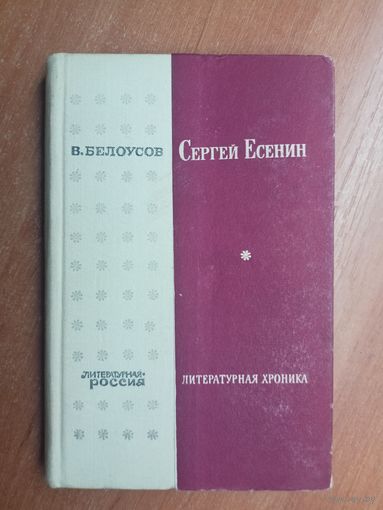 В. БЕЛОУСОВ
СЕРГЕЙ ЕСЕНИН
ЛИТЕРАТУРНАЯ
РОССИЯ
ЛИТЕРАТУРНАЯ ХРОНИКА